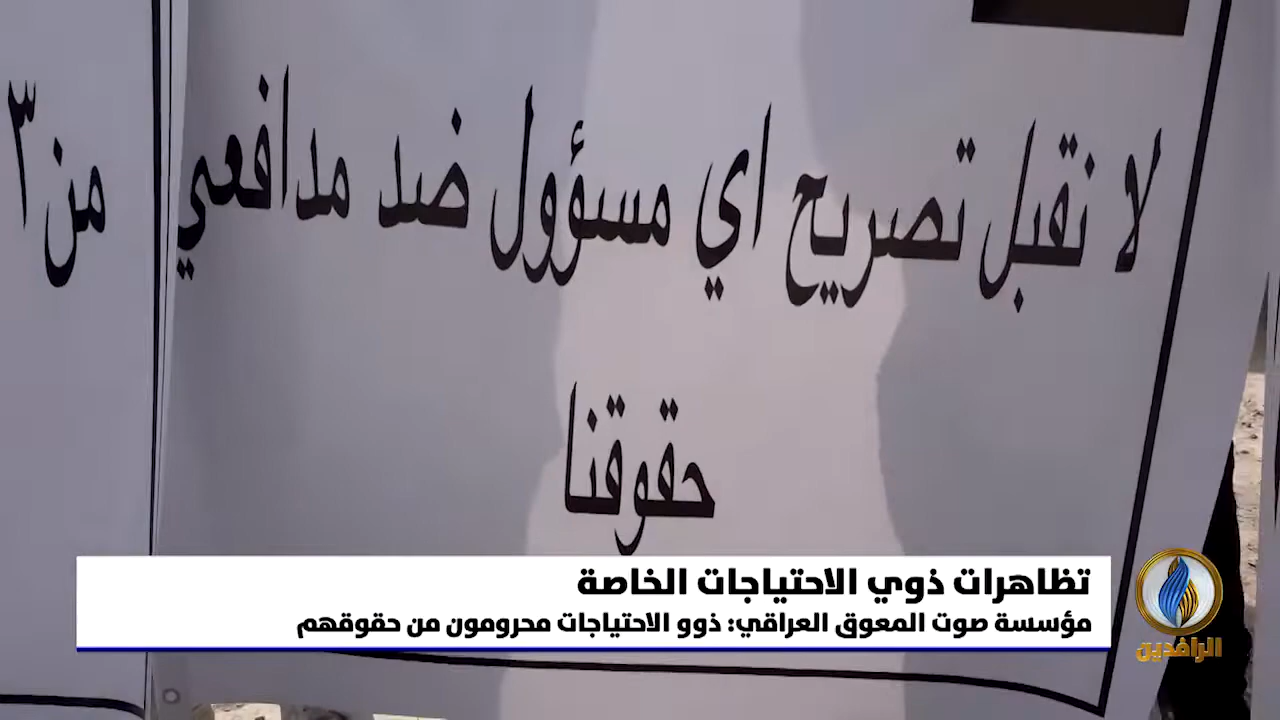 لا نقبل تصريح اي مسؤول ضد مدافعي
حقوقنا
من ٣
تظاهرات ذوي الاحتياجات الخاصة
مؤسسة صوت المعوق العراقي: ذوو الاحتياجات محرومون من حقوقهم
الرافدين